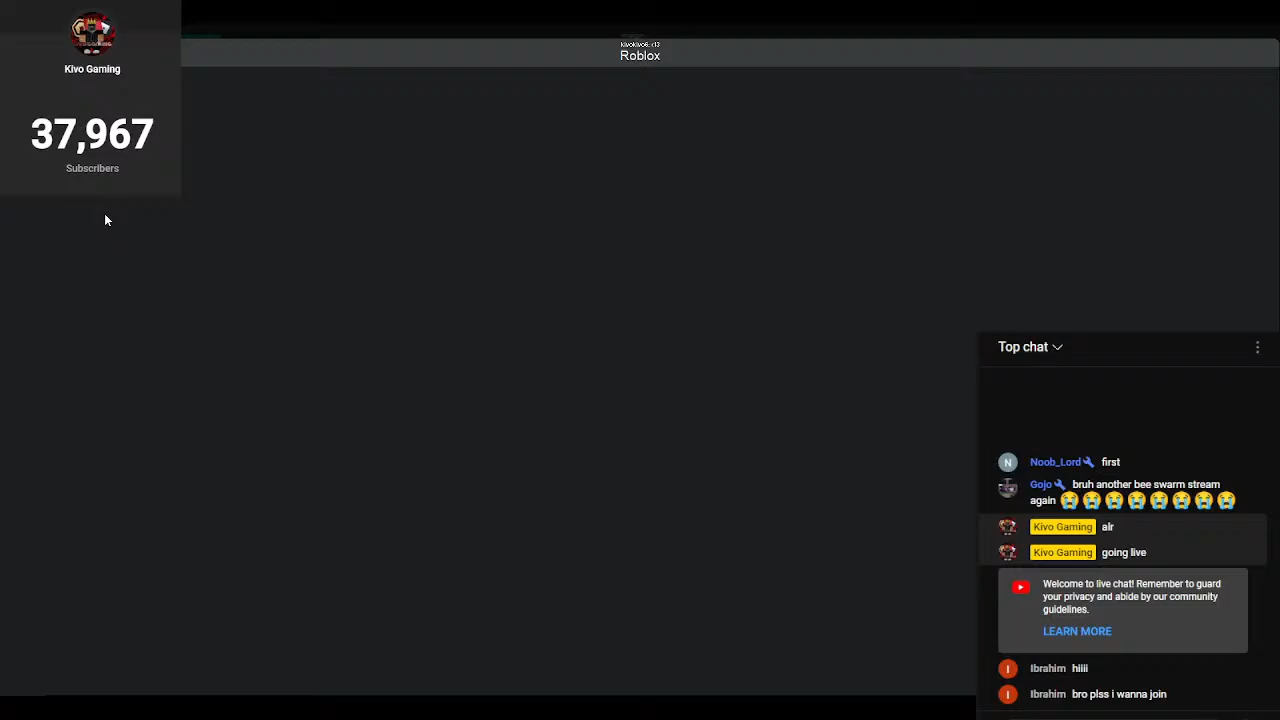 Kivo Gaming
37,967
Subscribers
Roblox
Top chat
N Noob_Lord first
Gojo bruh another bee swarm stream
again 😭😭😭😭😭😭😭😭
Kivo Gaming alr
Kivo Gaming going live
Welcome to live chat! Remember to guard
your privacy and abide by our community
guidelines.
LEARN MORE
I Ibrahim hiiii
I Ibrahim bro plss i wanna join